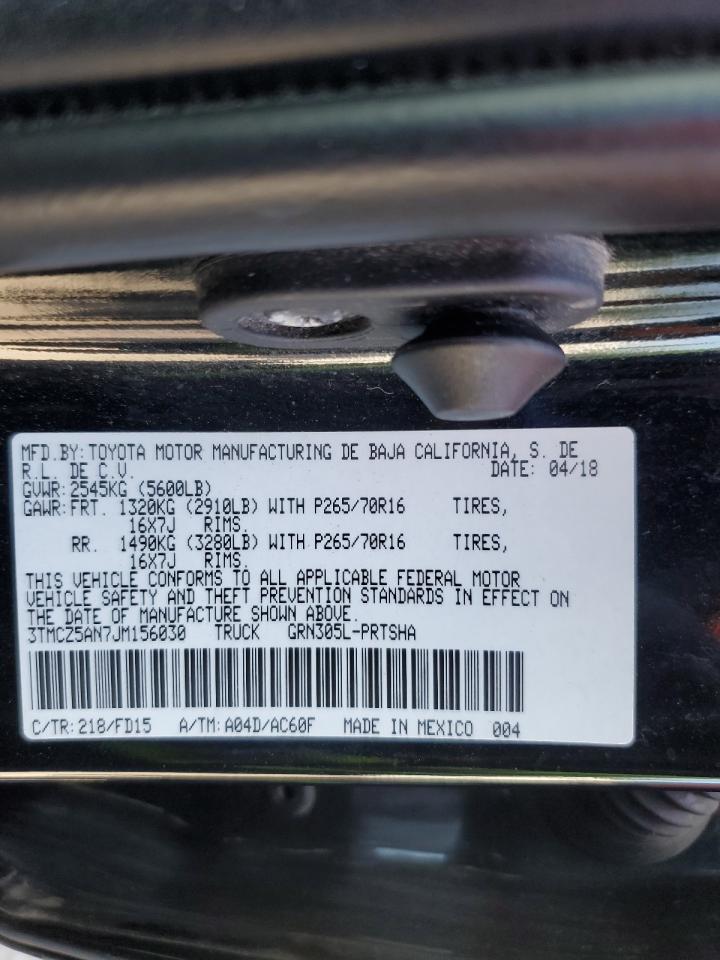 MFD.BY: TOYOTA MOTOR MANUFACTURING DE BAJA CALIFORNIA, S. DE
R.L. DE C.V. DATE: 04/18
GVWR: 2545KG (5600LB)
GAWR: FRT. 1320KG (2910LB) WITH P265/70R16 TIRES,
16X7J RIMS.
RR. 1490KG (3280LB) WITH P265/70R16 TIRES,
16X7J RIMS.
THIS VEHICLE CONFORMS TO ALL APPLICABLE FEDERAL MOTOR
VEHICLE SAFETY AND THEFT PREVENTION STANDARDS IN EFFECT ON
THE DATE OF MANUFACTURE SHOWN ABOVE.
3TMCZ5AN7JM156030 TRUCK GRN305L-PRTSHA
C/TR: 218/FD15 A/TM: A04D/AC60F MADE IN MEXICO 004